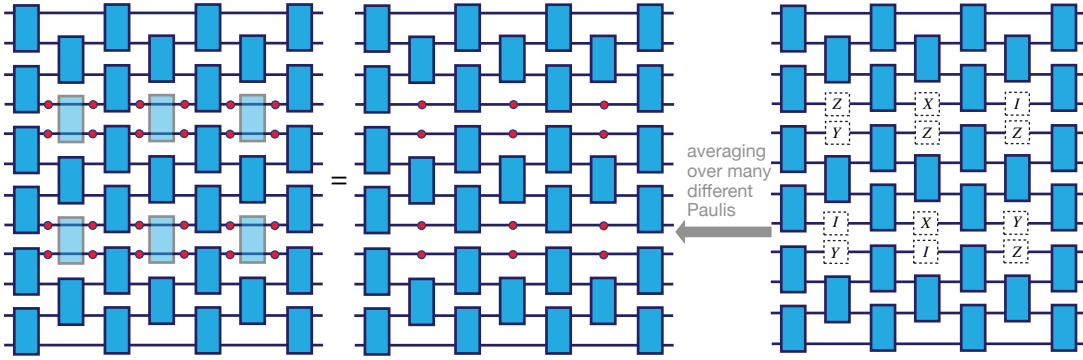 =
averaging
over many
different
Paulis
Z X I
Y Z Z
I X Y
Y I Z